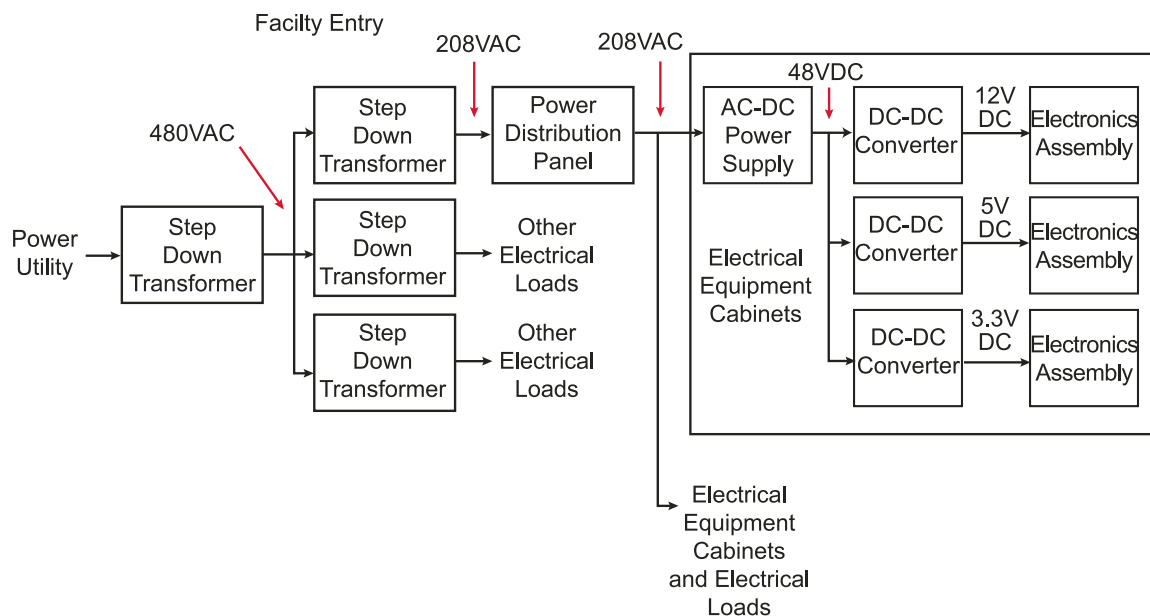 Facilty Entry
208VAC
208VAC
480VAC
48VDC
Power
Utility
Step
Down
Transformer
Step
Down
Transformer
Power
Distribution
Panel
Step
Down
Transformer
Other
Electrical
Loads
Step
Down
Transformer
Other
Electrical
Loads
AC-DC
Power
Supply
Electrical
Equipment
Cabinets
DC-DC
Converter
12V
DC
Electronics
Assembly
DC-DC
Converter
5V
DC
Electronics
Assembly
DC-DC
Converter
3.3V
DC
Electronics
Assembly
Electrical
Equipment
Cabinets
and Electrical
Loads